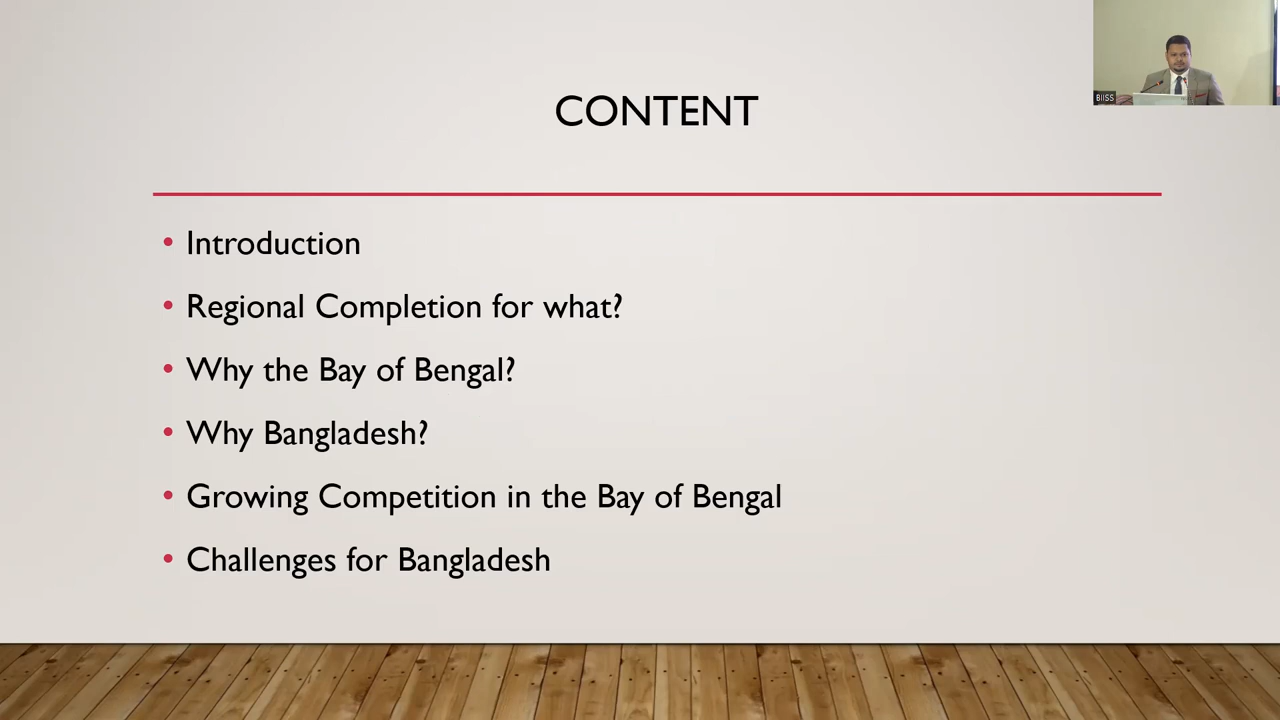 BIISS
CONTENT
• Introduction
• Regional Completion for what?
• Why the Bay of Bengal?
• Why Bangladesh?
• Growing Competition in the Bay of Bengal
• Challenges for Bangladesh